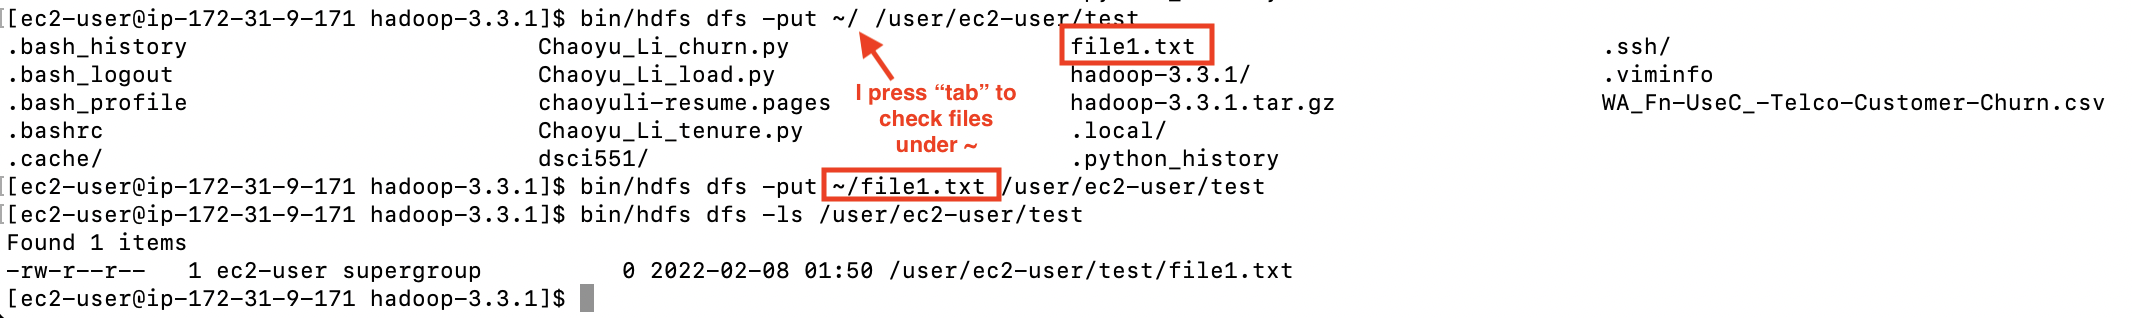 [[ec2-user@ip-172-31-9-171 hadoop-3.3.1]$ bin/hdfs dfs -put ~/ /user/ec2-user/test
.bash_history Chaoyu_Li_churn.py file1.txt .ssh/
.bash_logout Chaoyu_Li_load.py hadoop-3.3.1/ .viminfo
.bash_profile chaoyuli-resume.pages hadoop-3.3.1.tar.gz WA_Fn-UseC_-Telco-Customer-Churn.csv
.bashrc Chaoyu_Li_tenure.py .local/
.cache/ dsci551/ .python_history
I press “tab” to
check files
under ~
[[ec2-user@ip-172-31-9-171 hadoop-3.3.1]$ bin/hdfs dfs -put ~/file1.txt /user/ec2-user/test
[[ec2-user@ip-172-31-9-171 hadoop-3.3.1]$ bin/hdfs dfs -ls /user/ec2-user/test
Found 1 items
-rw-r--r-- 1 ec2-user supergroup 0 2022-02-08 01:50 /user/ec2-user/test/file1.txt
[ec2-user@ip-172-31-9-171 hadoop-3.3.1]$